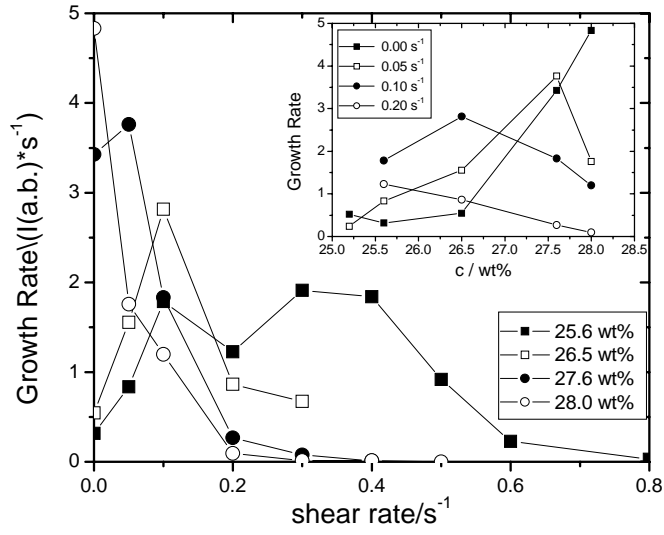 5
4
3
2
1
0
0.0 0.2 0.4 0.6 0.8
Growth Rate\(I(a.b.)*s-1)
shear rate/s-1
25.6 wt%
26.5 wt%
27.6 wt%
28.0 wt%
5
4
3
2
1
0
25.0 25.5 26.0 26.5 27.0 27.5 28.0 28.5
Growth Rate
c / wt%
0.00 s-1
0.05 s-1
0.10 s-1
0.20 s-1